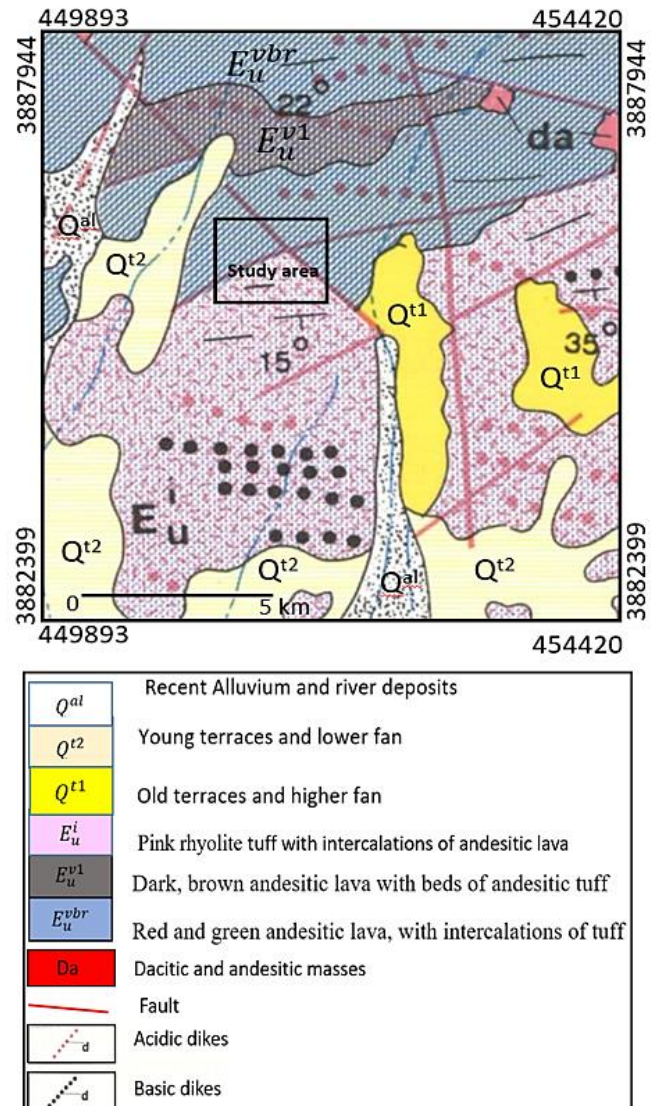 449893 454420
3887944 3887944
E_u^{vbr}
22°
E_u^{v1}
da
Q^{al}
Q^{t2}
Study area
Q^{t1}
35°
15°
Q^{t1}
E_u^i
Q^{t2}
Q^{t2}
Q^{al}
Q^{t2}
3882399 3882399
0 5 km
449893 454420
Q^{al} Recent Alluvium and river deposits
Q^{t2} Young terraces and lower fan
Q^{t1} Old terraces and higher fan
E_u^i Pink rhyolite tuff with intercalations of andesitic lava
E_u^{v1} Dark, brown andesitic lava with beds of andesitic tuff
E_u^{vbr} Red and green andesitic lava, with intercalations of tuff
Da Dacitic and andesitic masses
Fault
d Acidic dikes
d Basic dikes